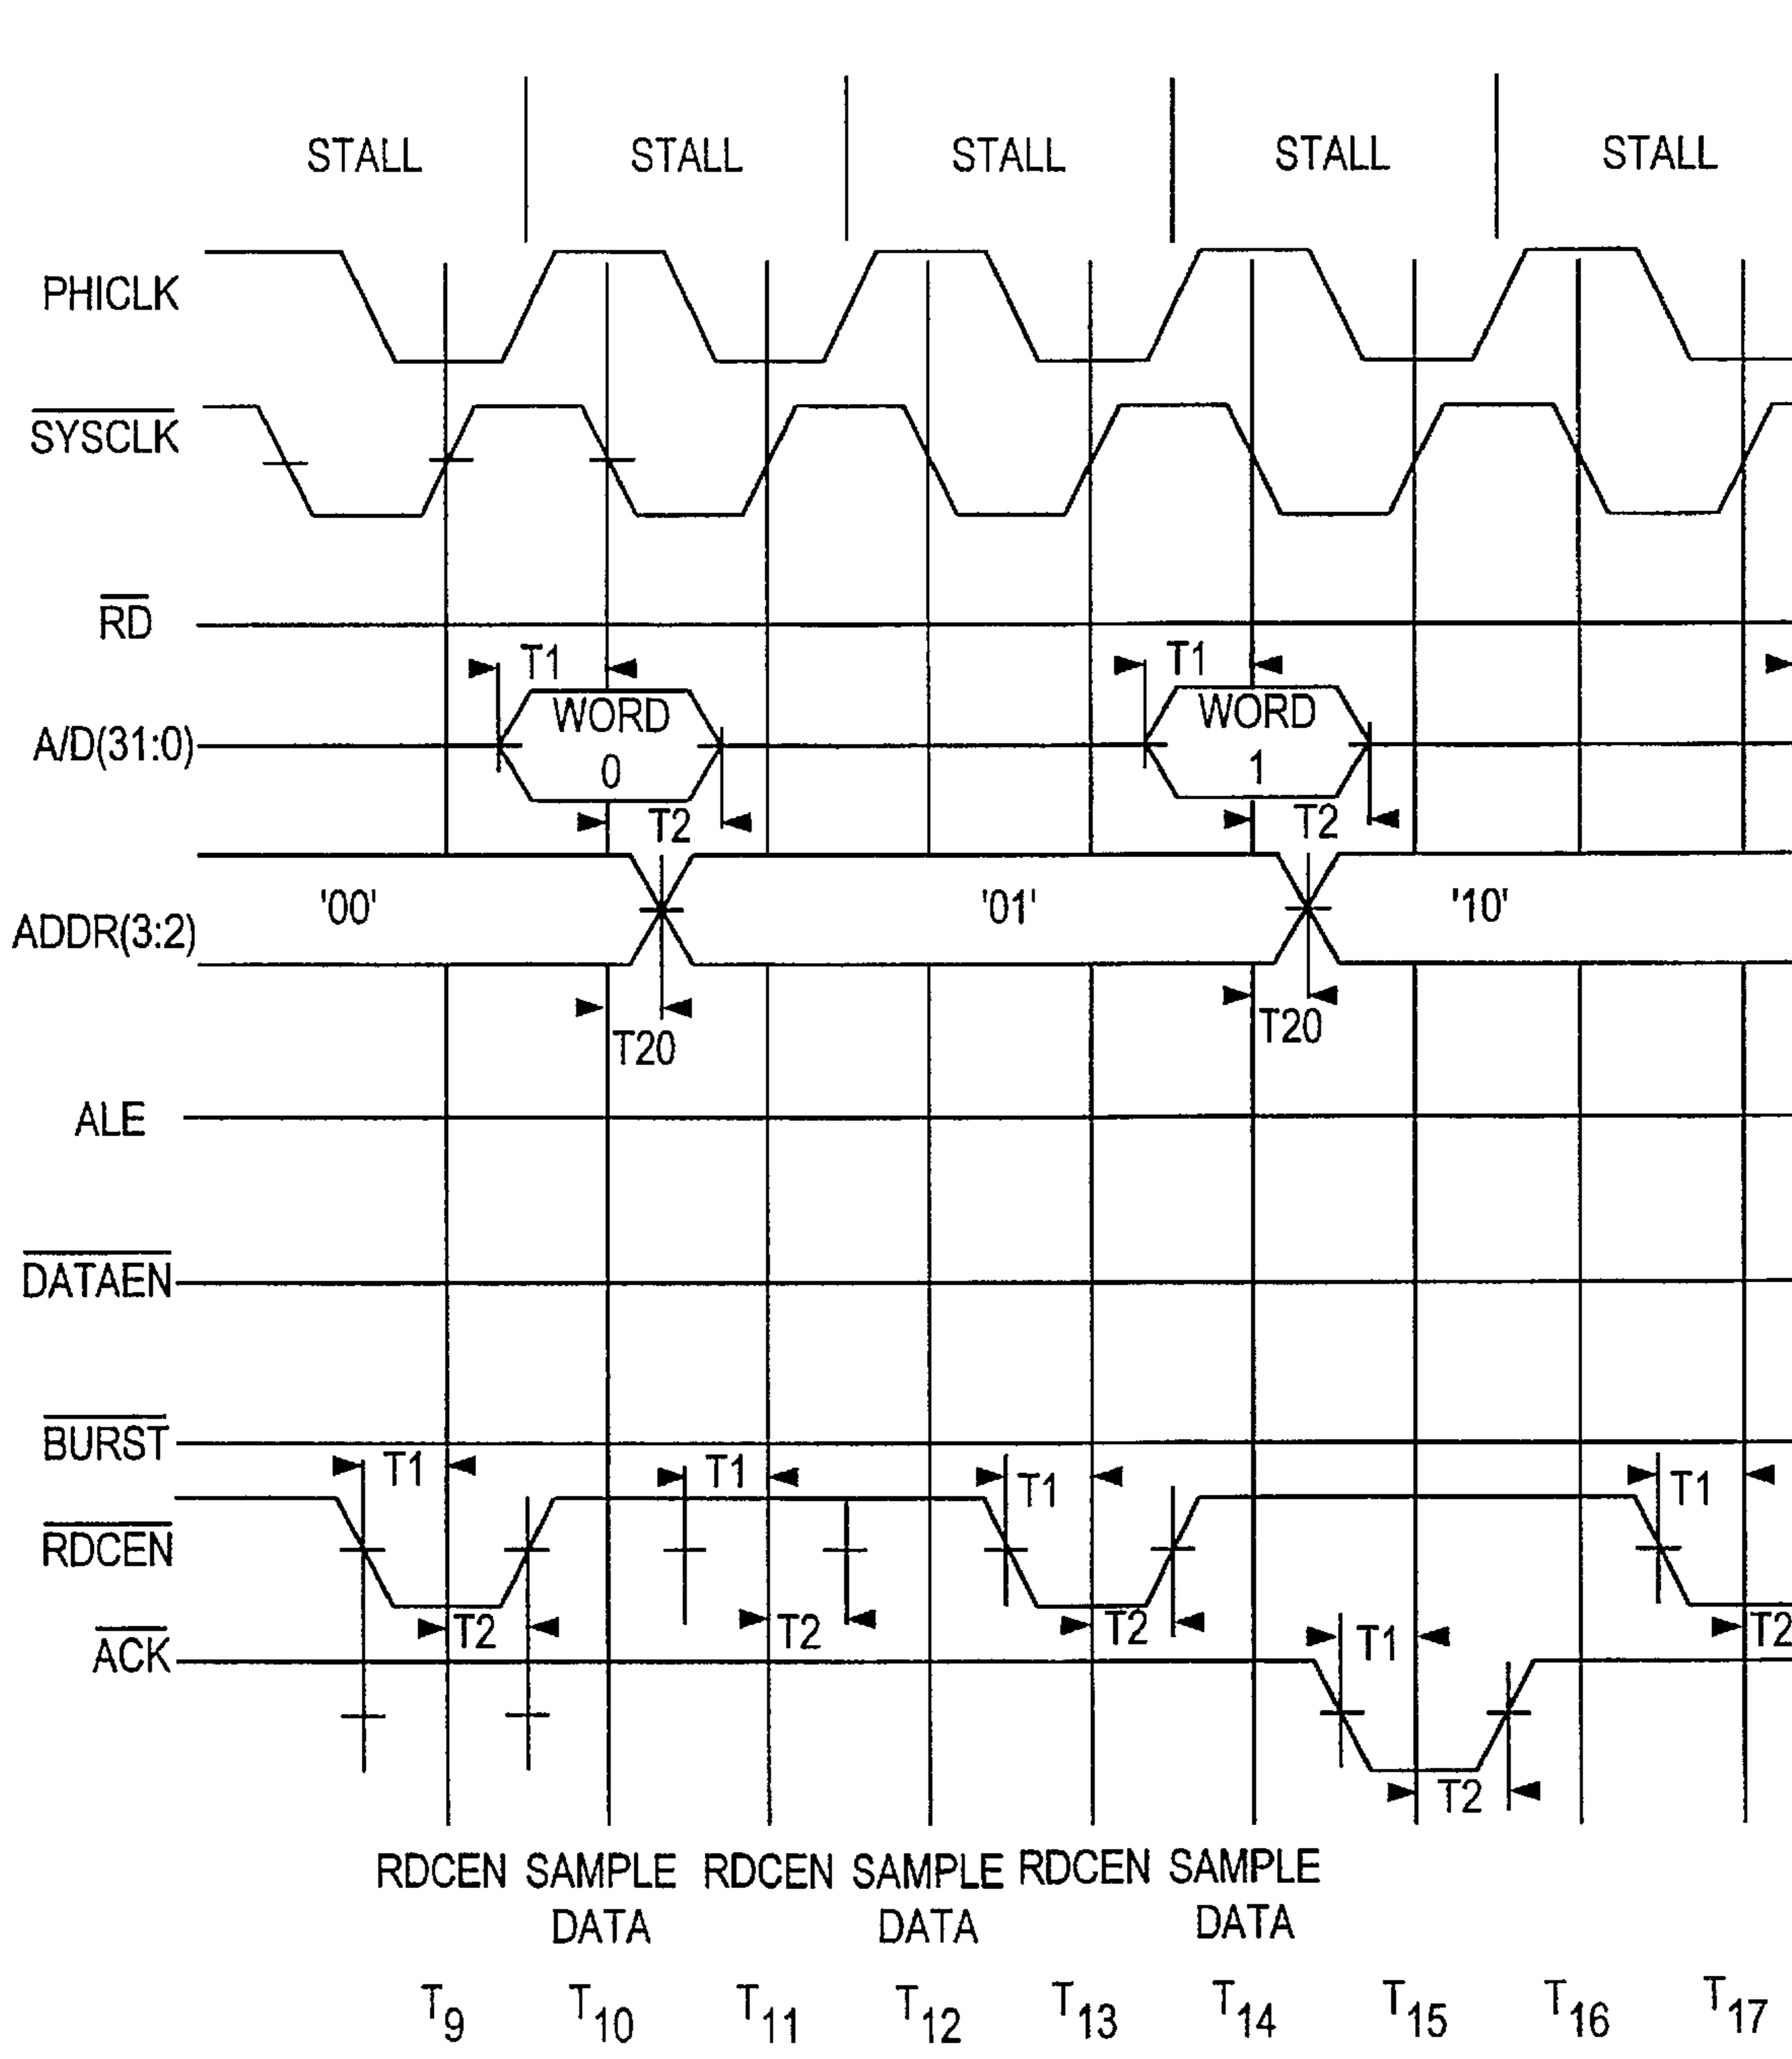 STALL STALL STALL STALL STALL
PHICLK
SYSCLK
RD
T1 T1
A/D(31:0) WORD 0 WORD 1
T2 T2
ADDR(3:2) '00' '01' '10'
T20 T20
ALE
DATAEN
BURST
T1 T1 T1 T1
RDCEN
T2 T2 T2 T2
ACK
T1
T2
RDCEN SAMPLE DATA RDCEN SAMPLE DATA RDCEN SAMPLE DATA
T9 T10 T11 T12 T13 T14 T15 T16 T17